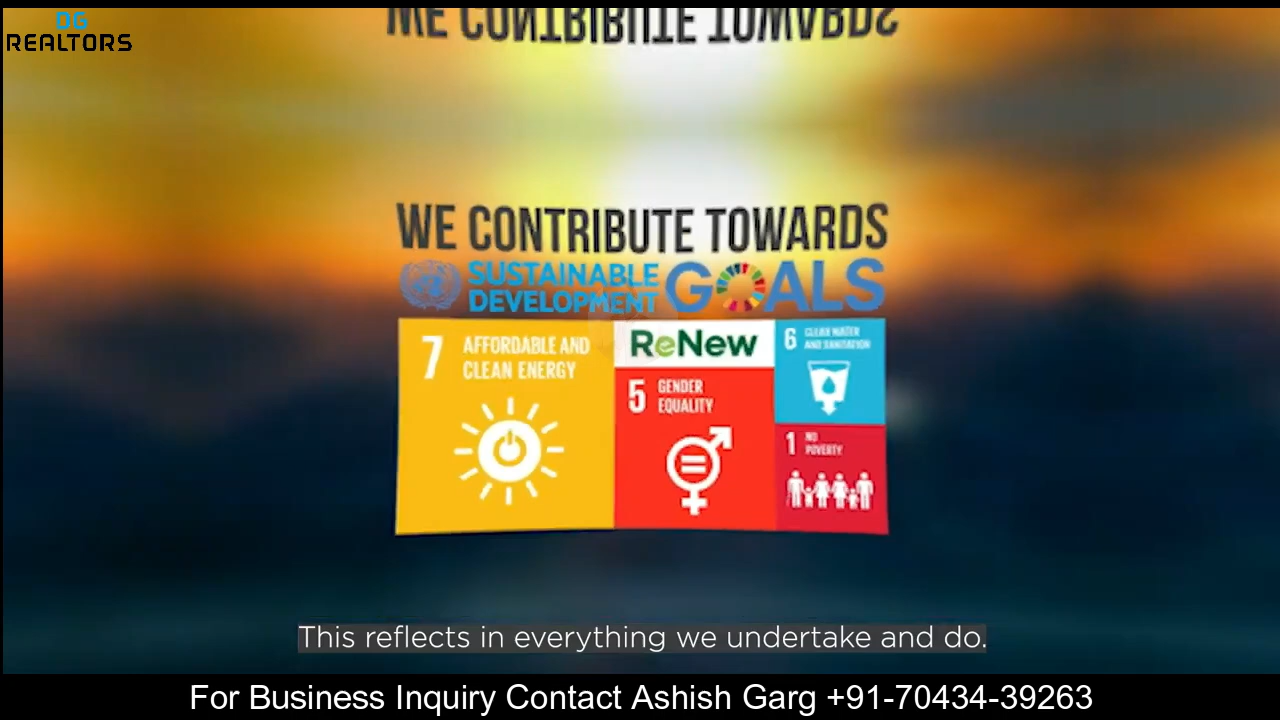 WE CONTRIBUTE TOWARDS
DG
REALTORS
WE CONTRIBUTE TOWARDS
SUSTAINABLE
DEVELOPMENT
GOALS
7 AFFORDABLE AND
CLEAN ENERGY
ReNew
5 GENDER
EQUALITY
6 CLEAN WATER
AND SANITATION
1 NO
POVERTY
This reflects in everything we undertake and do.
For Business Inquiry Contact Ashish Garg +91-70434-39263